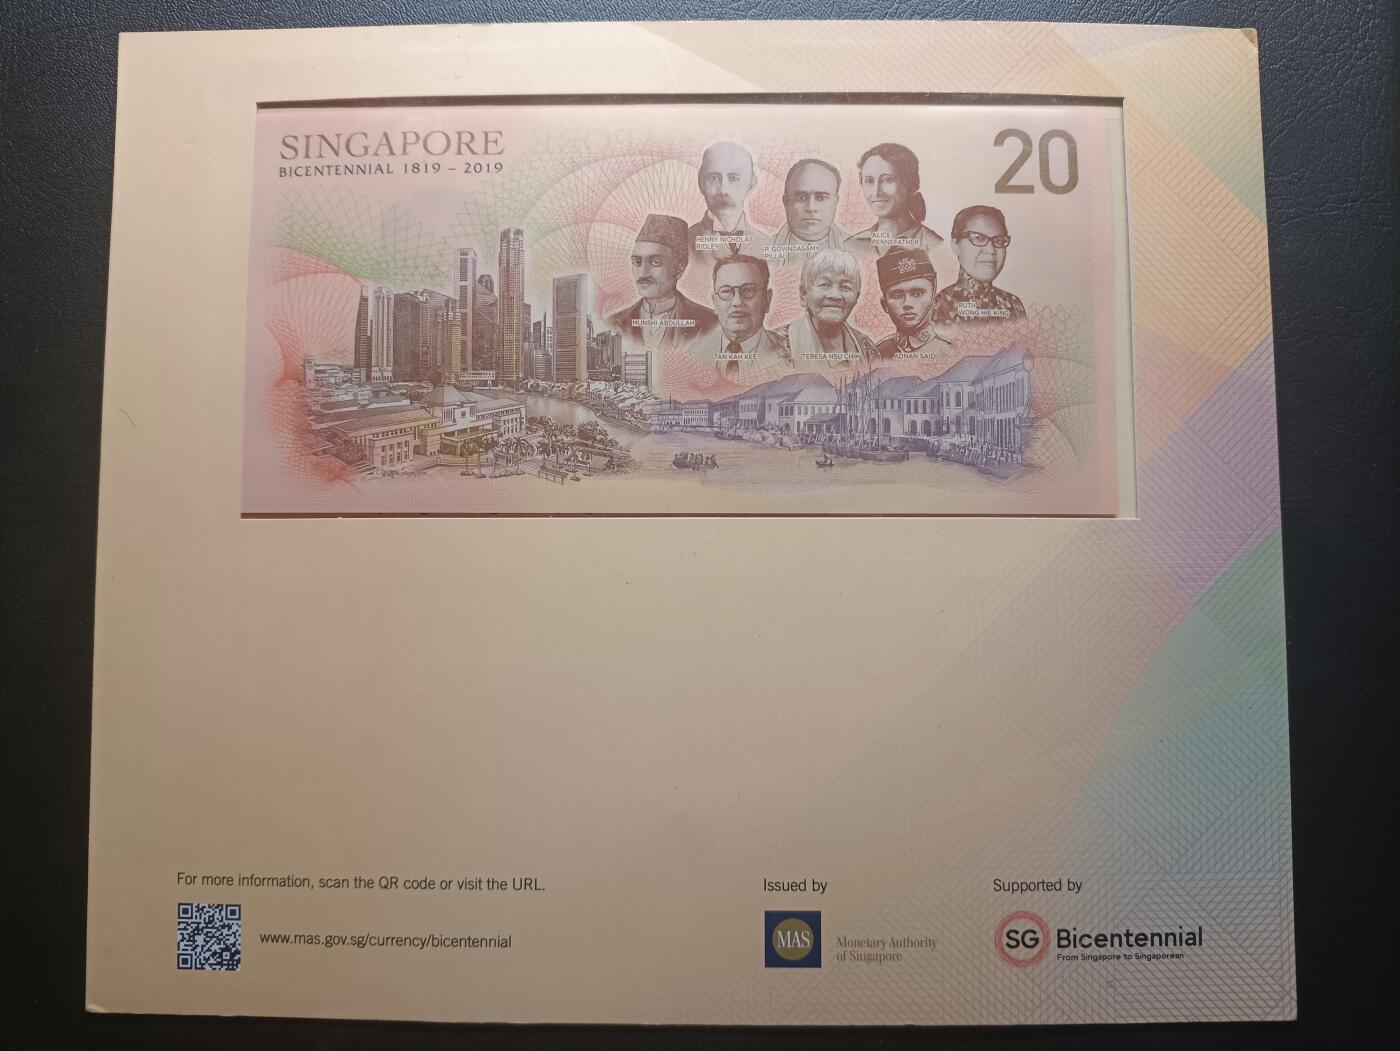 SINGAPORE
BICENTENNIAL 1819 – 2019
20
HENRY NICHOLAS
RIDLEY
P. GOVINDASAMY
PILLAI
ALICE
PENNEFATHER
RUTH
WONG HIE KING
MUNSHI ABDULLAH
TAN KAH KEE
TERESA HSU CHIH
ADNAN SAIDI
For more information, scan the QR code or visit the URL.
www.mas.gov.sg/currency/bicentennial
Issued by
MAS
Monetary Authority
of Singapore
Supported by
SG Bicentennial
From Singapore to Singaporean